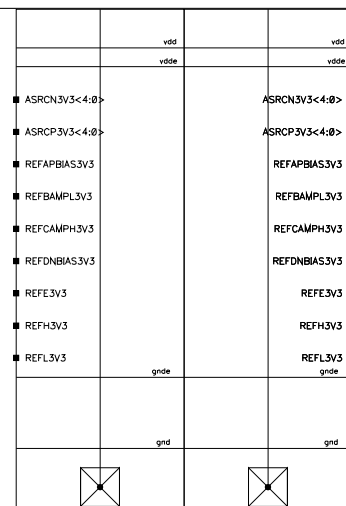 vdd vdd
vdde vdde
ASRCN3V3<4:0> ASRCN3V3<4:0>
ASRCP3V3<4:0> ASRCP3V3<4:0>
REFAPBIAS3V3 REFAPBIAS3V3
REFBAMPL3V3 REFBAMPL3V3
REFCAMPH3V3 REFCAMPH3V3
REFDNBIAS3V3 REFDNBIAS3V3
REFE3V3 REFE3V3
REFH3V3 REFH3V3
REFL3V3 REFL3V3
gnde gnde
gnd gnd